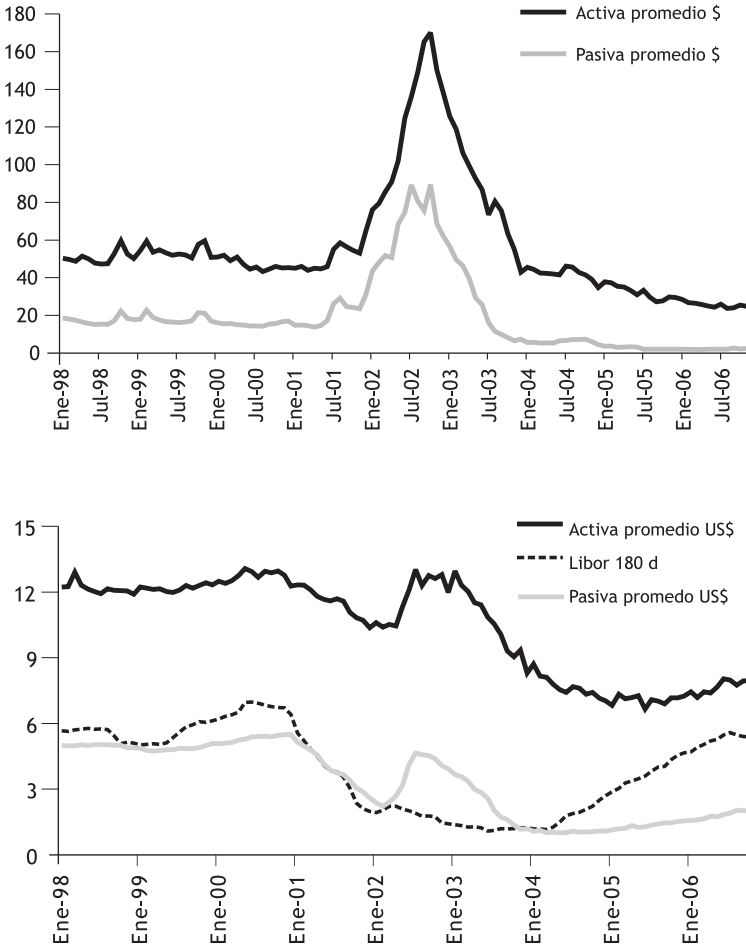 180
160
140
120
100
80
60
40
20
0
Activa promedio $
Pasiva promedio $
Ene-98
Jul-98
Ene-99
Jul-99
Ene-00
Jul-00
Ene-01
Jul-01
Ene-02
Jul-02
Ene-03
Jul-03
Ene-04
Jul-04
Ene-05
Jul-05
Ene-06
Jul-06
15
12
9
6
3
0
Activa promedio US$
Libor 180 d
Pasiva promedo US$
Ene-98
Ene-99
Ene-00
Ene-01
Ene-02
Ene-03
Ene-04
Ene-05
Ene-06